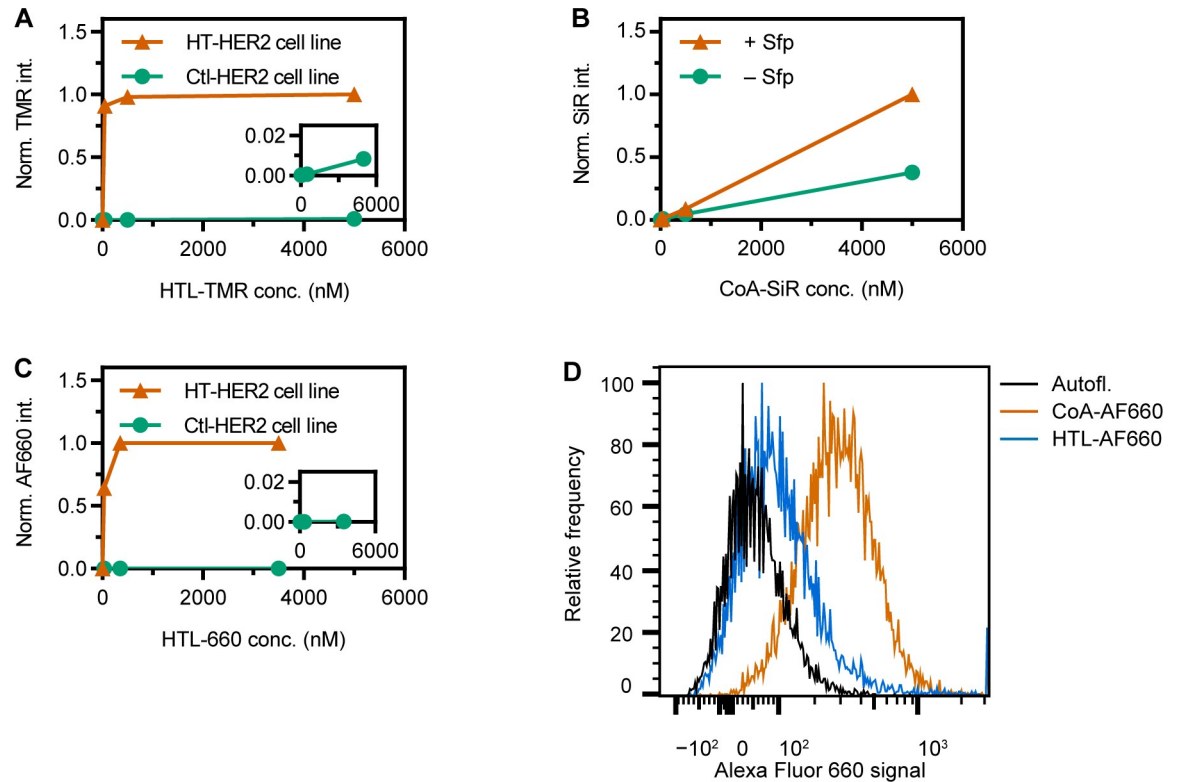 A
Norm. TMR int.
1.5
1.0
0.5
0.0
HT-HER2 cell line
Ctl-HER2 cell line
0.02
0.00
0
6000
0
2000
4000
6000
HTL-TMR conc. (nM)
B
Norm. SiR int.
1.5
1.0
0.5
0.0
+ Sfp
– Sfp
0
2000
4000
6000
CoA-SiR conc. (nM)
C
Norm. AF660 int.
1.5
1.0
0.5
0.0
HT-HER2 cell line
Ctl-HER2 cell line
0.02
0.00
0
6000
0
2000
4000
6000
HTL-660 conc. (nM)
D
Relative frequency
100
80
60
40
20
0
−10²
0
10²
10³
Alexa Fluor 660 signal
Autofl.
CoA-AF660
HTL-AF660